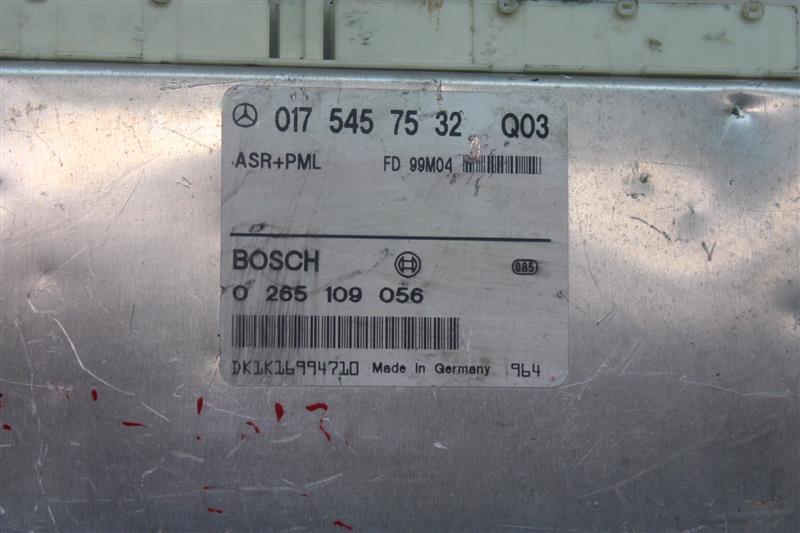 017 545 75 32 Q03
ASR+PML FD 99M04
BOSCH 085
0 265 109 056
DK1K16994710 Made in Germany 964